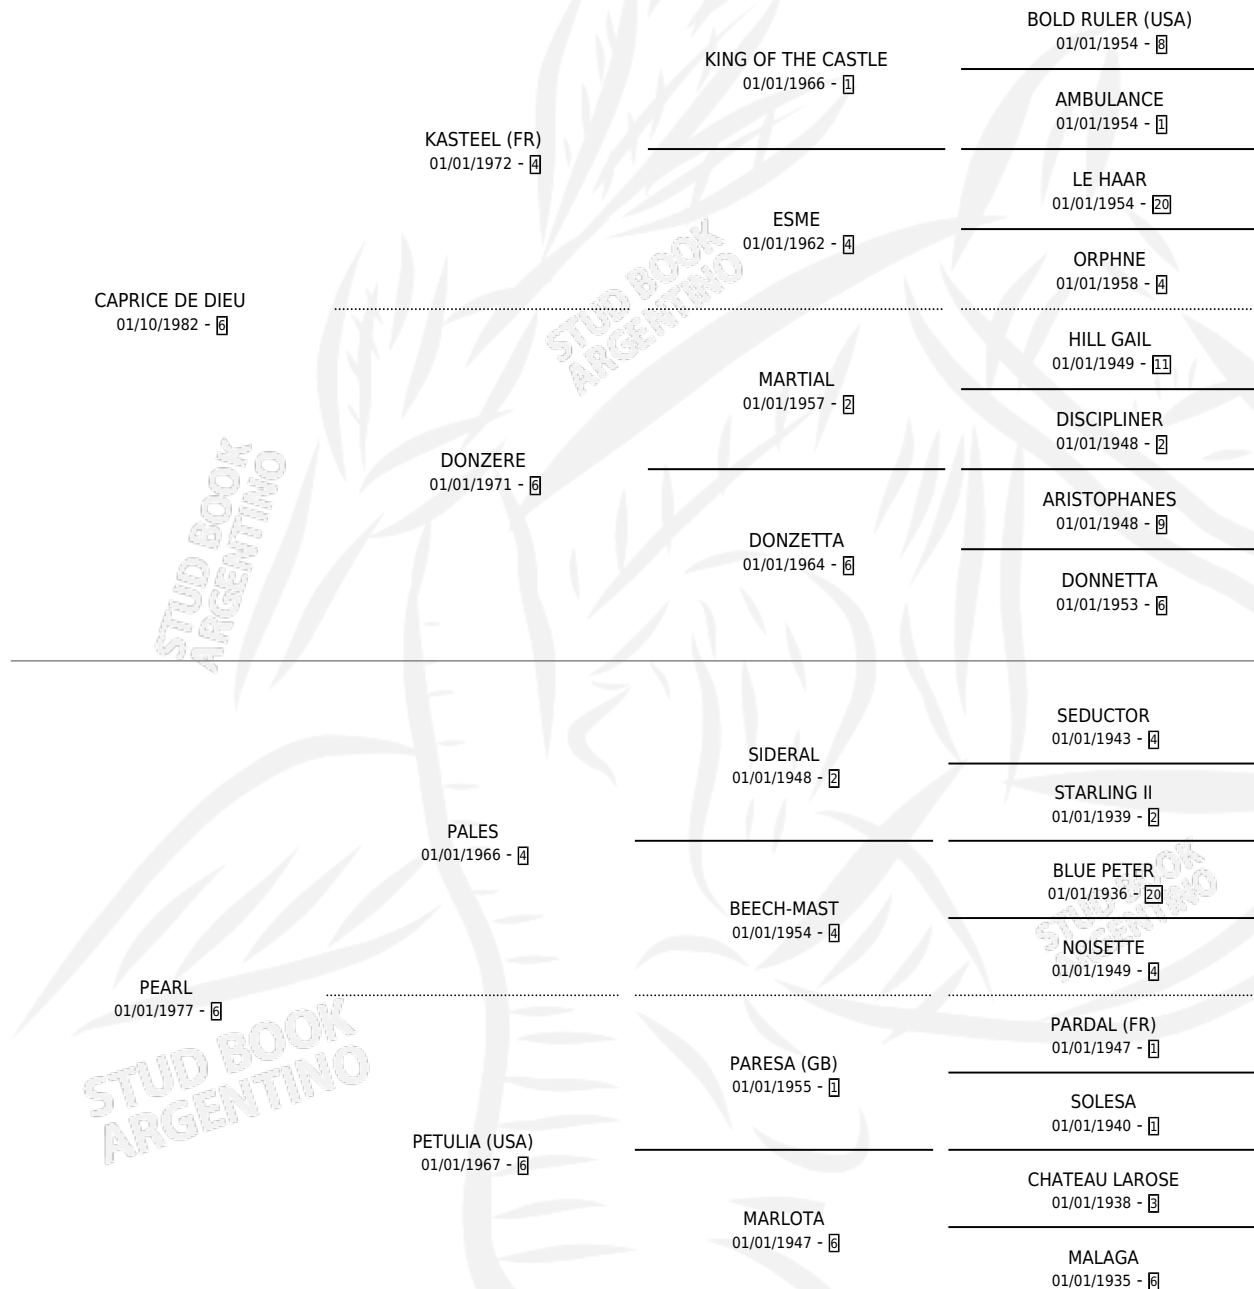 BOLD RULER (USA)
01/01/1954 - 8
KING OF THE CASTLE
01/01/1966 - 1
AMBULANCE
01/01/1954 - 1
KASTEEL (FR)
01/01/1972 - 4
LE HAAR
01/01/1954 - 20
ESME
01/01/1962 - 4
ORPHNE
01/01/1958 - 4
CAPRICE DE DIEU
01/10/1982 - 6
HILL GAIL
01/01/1949 - 11
MARTIAL
01/01/1957 - 2
DISCIPLINER
01/01/1948 - 2
DONZERE
01/01/1971 - 6
ARISTOPHANES
01/01/1948 - 9
DONZETTA
01/01/1964 - 6
DONNETTA
01/01/1953 - 6
SEDUCTOR
01/01/1943 - 4
SIDERAL
01/01/1948 - 2
STARLING II
01/01/1939 - 2
PALES
01/01/1966 - 4
BLUE PETER
01/01/1936 - 20
BEECH-MAST
01/01/1954 - 4
NOISETTE
01/01/1949 - 4
PEARL
01/01/1977 - 6
PARDAL (FR)
01/01/1947 - 1
PARESA (GB)
01/01/1955 - 1
SOLESA
01/01/1940 - 1
PETULIA (USA)
01/01/1967 - 6
CHATEAU LAROSE
01/01/1938 - 3
MARLOTA
01/01/1947 - 6
MALAGA
01/01/1935 - 6
STUD BOOK
ARGENTINO
STUD BOOK
ARGENTINO
STUD BOOK
ARGENTINO
STUD BOOK
ARGENTINO